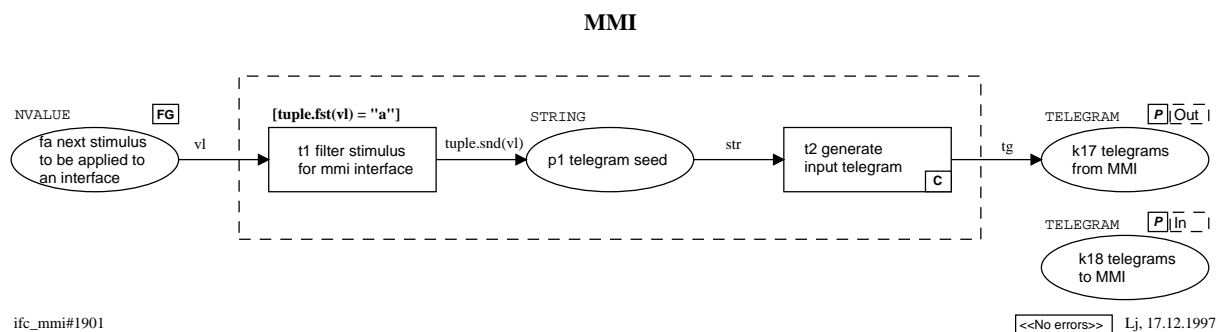 MMI
NVALUE
FG
fa next stimulus
to be applied to
an interface
vl
[tuple.fst(vl) = "a"]
t1 filter stimulus
for mmi interface
tuple.snd(vl)
STRING
p1 telegram seed
str
t2 generate
input telegram
C
tg
TELEGRAM
P
Out
k17 telegrams
from MMI
TELEGRAM
P
In
k18 telegrams
to MMI
ifc_mmi#1901
<<No errors>>
Lj, 17.12.1997